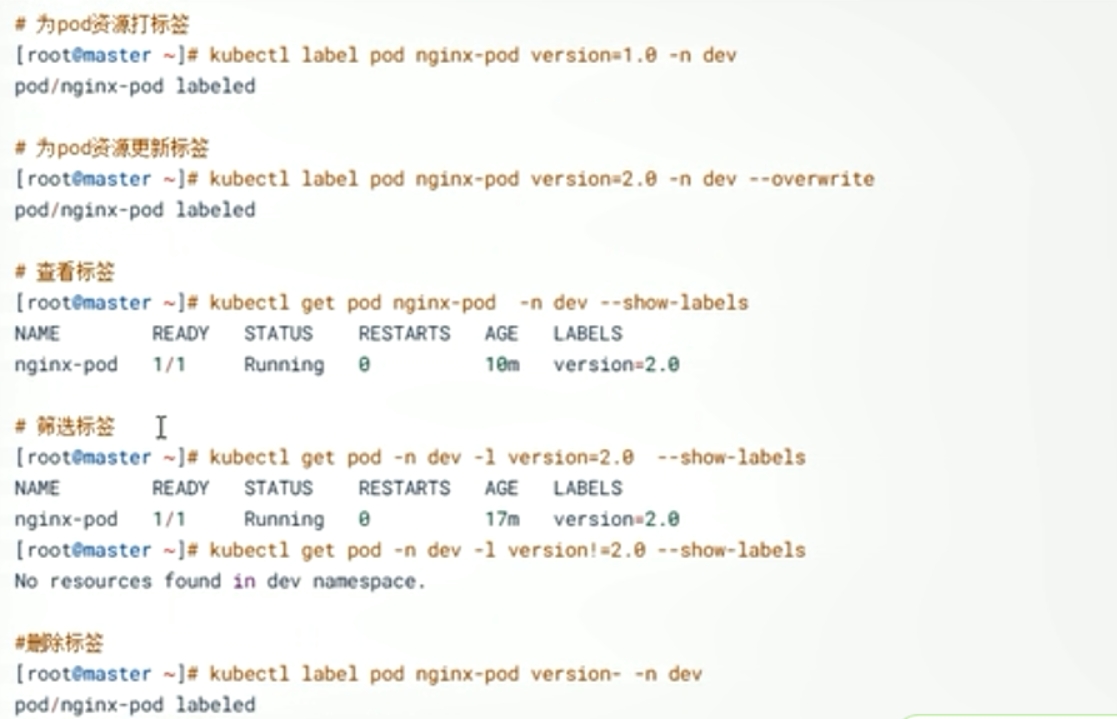 # 为pod资源打标签
[root@master ~]# kubectl label pod nginx-pod version=1.0 -n dev
pod/nginx-pod labeled
# 为pod资源更新标签
[root@master ~]# kubectl label pod nginx-pod version=2.0 -n dev --overwrite
pod/nginx-pod labeled
# 查看标签
[root@master ~]# kubectl get pod nginx-pod  -n dev --show-labels
NAME        READY   STATUS    RESTARTS   AGE   LABELS
nginx-pod   1/1     Running   0          10m   version=2.0
# 筛选标签
[root@master ~]# kubectl get pod -n dev -l version=2.0  --show-labels
NAME        READY   STATUS    RESTARTS   AGE   LABELS
nginx-pod   1/1     Running   0          17m   version=2.0
[root@master ~]# kubectl get pod -n dev -l version!=2.0 --show-labels
No resources found in dev namespace.
#删除标签
[root@master ~]# kubectl label pod nginx-pod version- -n dev
pod/nginx-pod labeled